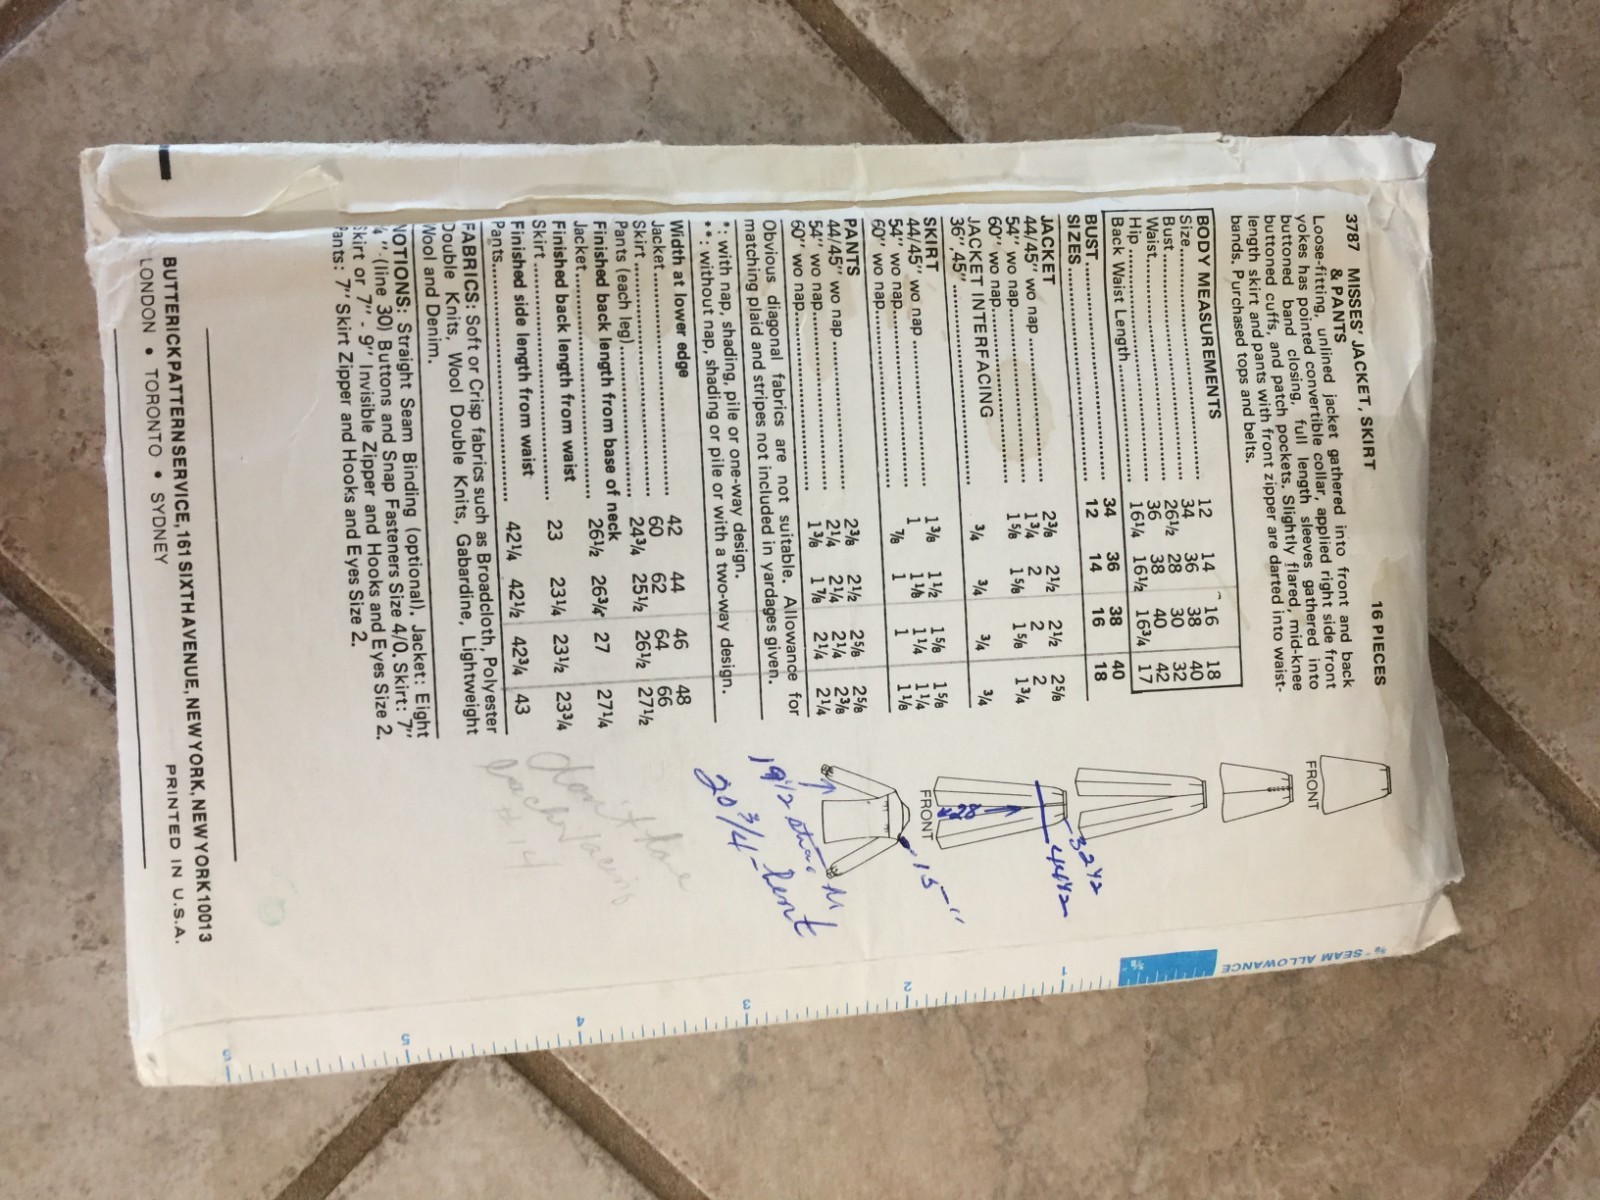 3787 MISSES' JACKET, SKIRT 16 PIECES
& PANTS
Loose-fitting, unlined jacket gathered into front and back
yokes has pointed convertible collar, applied right side front
buttoned band closing, full length sleeves gathered into
buttoned cuffs, and patch pockets. Slightly flared, mid-knee
length skirt and pants with front zipper are darted into waist-
bands. Purchased tops and belts.
BODY MEASUREMENTS
Size 12 14 16 18
Bust 34 36 38 40
Waist 26½ 28 30 32
Hip 36 38 40 42
Back Waist Length 16¼ 16½ 16¾ 17
BUST 34 36 38 40
SIZES 12 14 16 18
JACKET
44/45" wo nap 2⅜ 2½ 2½ 2⅝
54" wo nap 1¾ 2 2 2
60" wo nap 1⅝ 1⅝ 1⅝ 1¾
JACKET INTERFACING
36", 45" ¾ ¾ ¾ ¾
SKIRT
44/45" wo nap 1⅜ 1½ 1⅝ 1⅝
54" wo nap 1 1⅛ 1¼ 1¼
60" wo nap ⅞ 1 1 1⅛
PANTS
44/45" wo nap 2⅜ 2½ 2⅝ 2⅝
54" wo nap 2¼ 2¼ 2¼ 2⅜
60" wo nap 1⅜ 1⅞ 2¼ 2¼
Obvious diagonal fabrics are not suitable. Allowance for
matching plaid and stripes not included in yardages given.
*: with nap, shading, pile or one-way design.
**: without nap, shading or pile or with a two-way design.
Width at lower edge
Jacket 42 44 46 48
Skirt 60 62 64 66
Pants (each leg) 24¾ 25½ 26½ 27½
Finished back length from base of neck
Jacket 26½ 26¾ 27 27¼
Finished back length from waist
Skirt 23 23¼ 23½ 23¾
Finished side length from waist
Pants 42¼ 42½ 42¾ 43
FABRICS: Soft or Crisp fabrics such as Broadcloth, Polyester
Double Knits, Wool Double Knits, Gabardine, Lightweight
Wool and Denim.
NOTIONS: Straight Seam Binding (optional), Jacket: Eight
¼" (line 30) Buttons and Snap Fasteners Size 4/0, Skirt: 7"
Skirt or 7" - 9" Invisible Zipper and Hooks and Eyes Size 2.
Pants: 7" Skirt Zipper and Hooks and Eyes Size 2.
BUTTERICK PATTERN SERVICE, 161 SIXTH AVENUE, NEW YORK, NEW YORK 10013
LONDON • TORONTO • SYDNEY PRINTED IN U.S.A.
FRONT
FRONT
32½
44½
28
15"
19½
20¾ - bent
don't
#14
⅝" SEAM ALLOWANCE
⅝
1
2
3
4
5